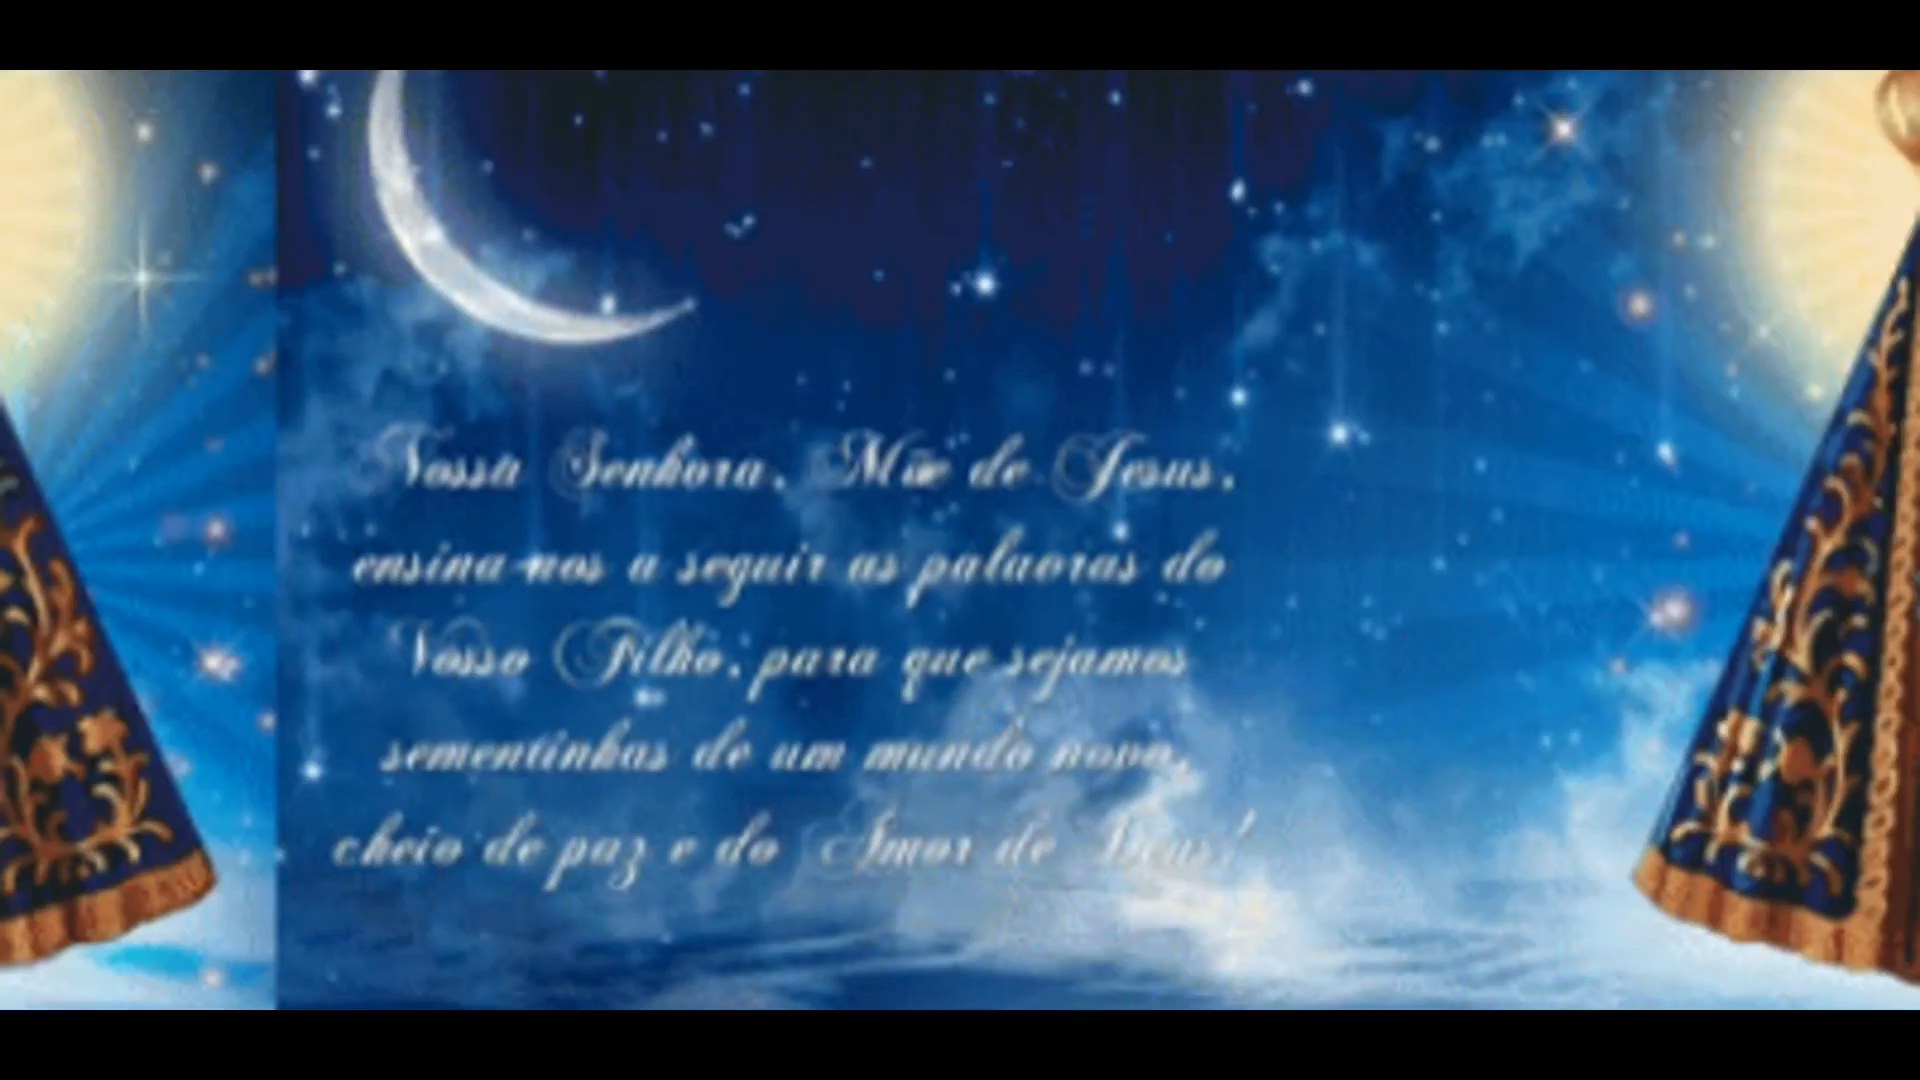 Nossa Senhora, Mãe de Jesus,
ensina-nos a seguir as palavras do
Vosso Filho, para que sejamos
sementinhas de um mundo novo,
cheio de paz e do Amor de Deus!